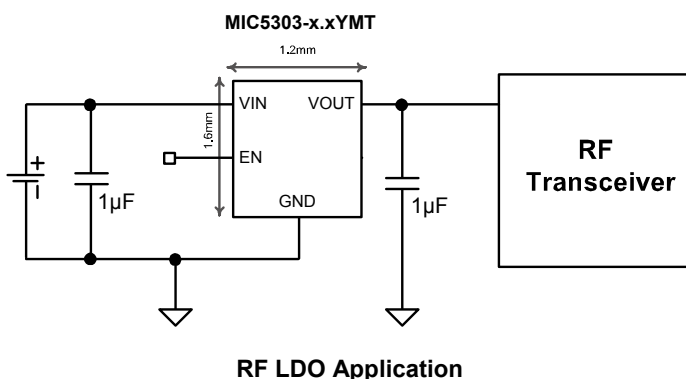 MIC5303-x.xYMT
1.2mm
VIN
VOUT
1.6mm
EN
GND
+
1µF
1µF
RF
Transceiver
RF LDO Application